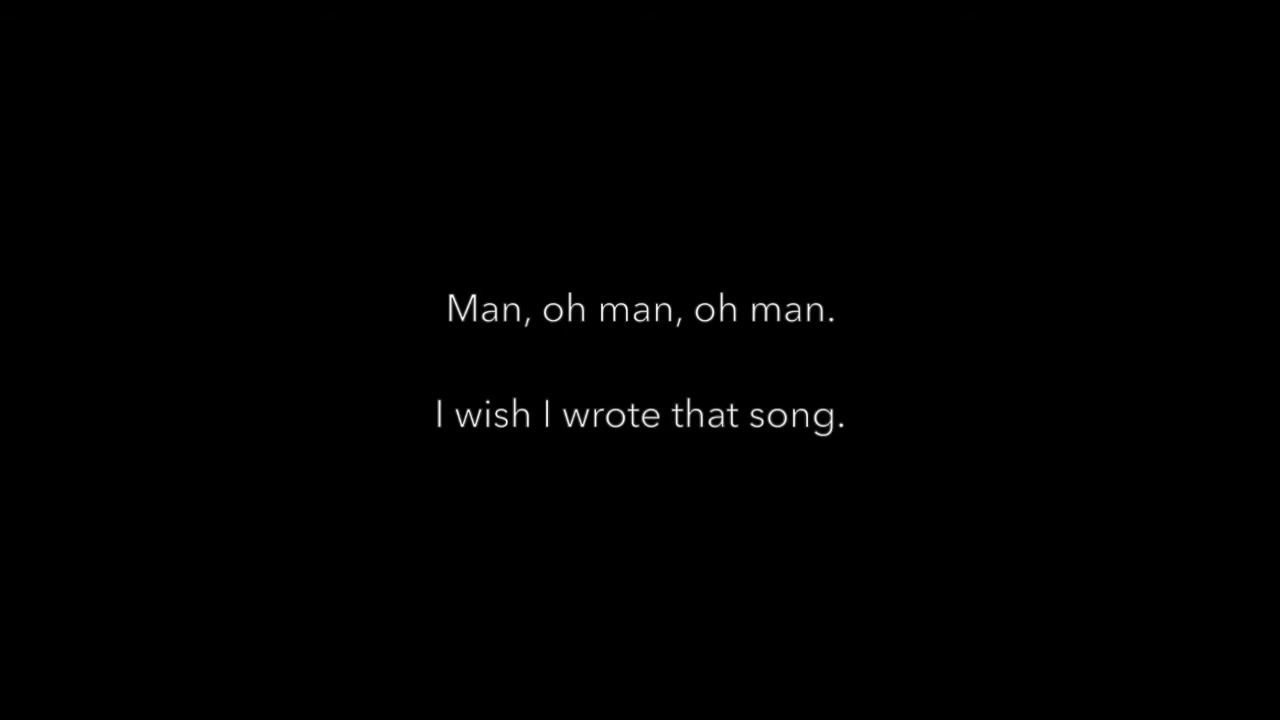 Man, oh man, oh man.
I wish I wrote that song.